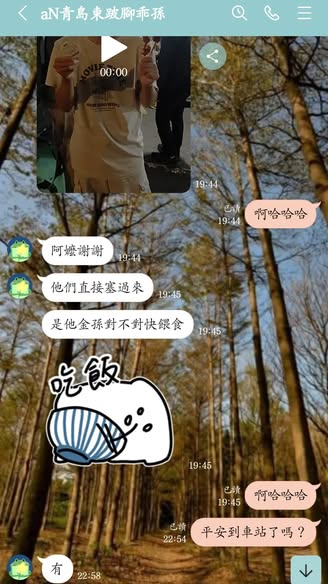 aN青島東跛腳乖孫
00:00
19:44
已讀
19:44
啊哈哈哈
阿嬤謝謝
19:44
他們直接塞過來
19:45
是他金孫對不對快餵食
19:45
吃飯
19:45
已讀
19:45
啊哈哈哈
已讀
22:54
平安到車站了嗎？
有
22:58